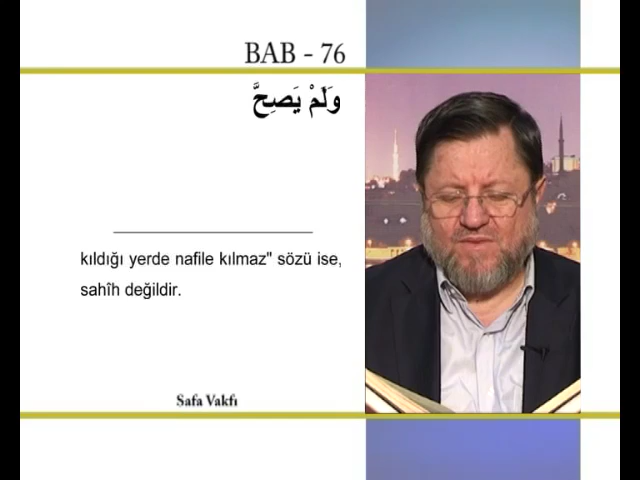 BAB - 76
وَلَمْ يَصِحَّ
kıldığı yerde nafile kılmaz" sözü ise,
sahîh değildir.
Safa Vakfı